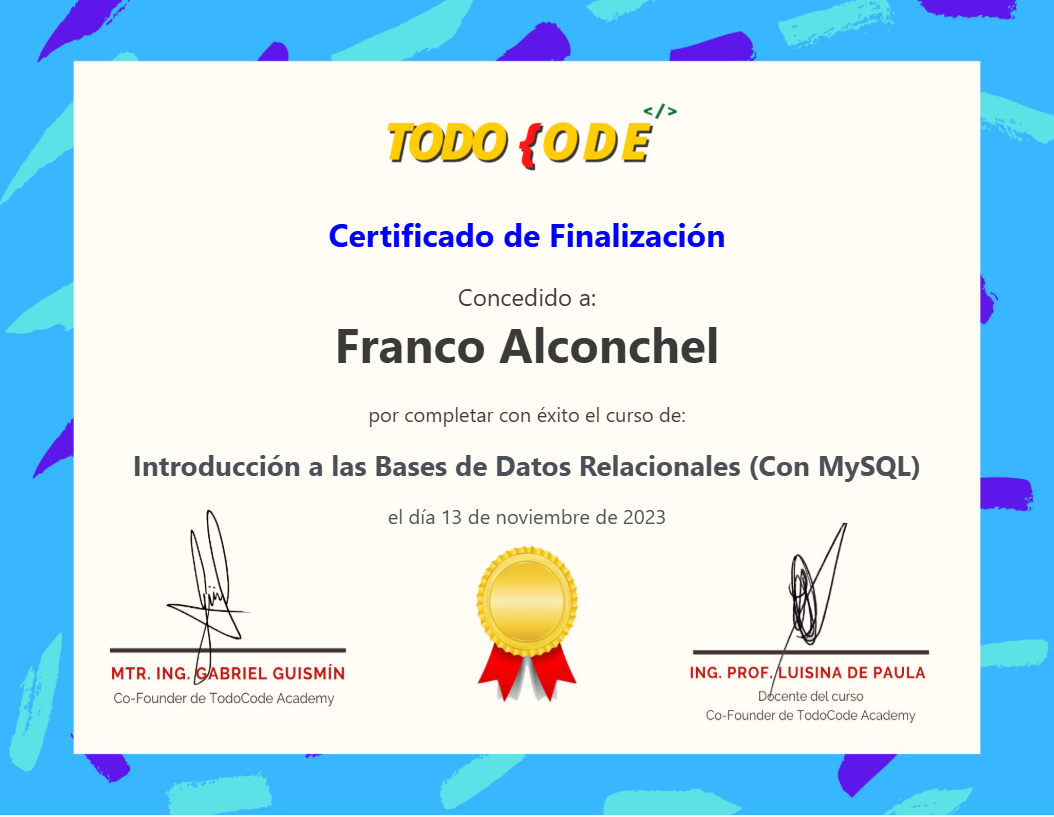 </>
TODO {ODE
Certificado de Finalización
Concedido a:
Franco Alconchel
por completar con éxito el curso de:
Introducción a las Bases de Datos Relacionales (Con MySQL)
el día 13 de noviembre de 2023
MTR. ING. GABRIEL GUISMÍN
Co-Founder de TodoCode Academy
ING. PROF. LUISINA DE PAULA
Docente del curso
Co-Founder de TodoCode Academy